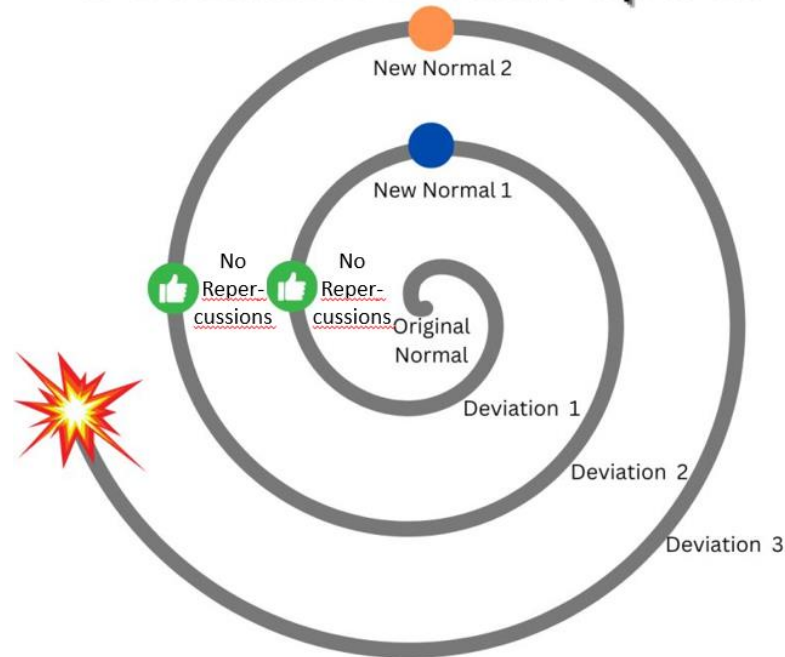 New Normal 2
New Normal 1
No
Reper-
cussions
No
Reper-
cussions
Original
Normal
Deviation 1
Deviation 2
Deviation 3